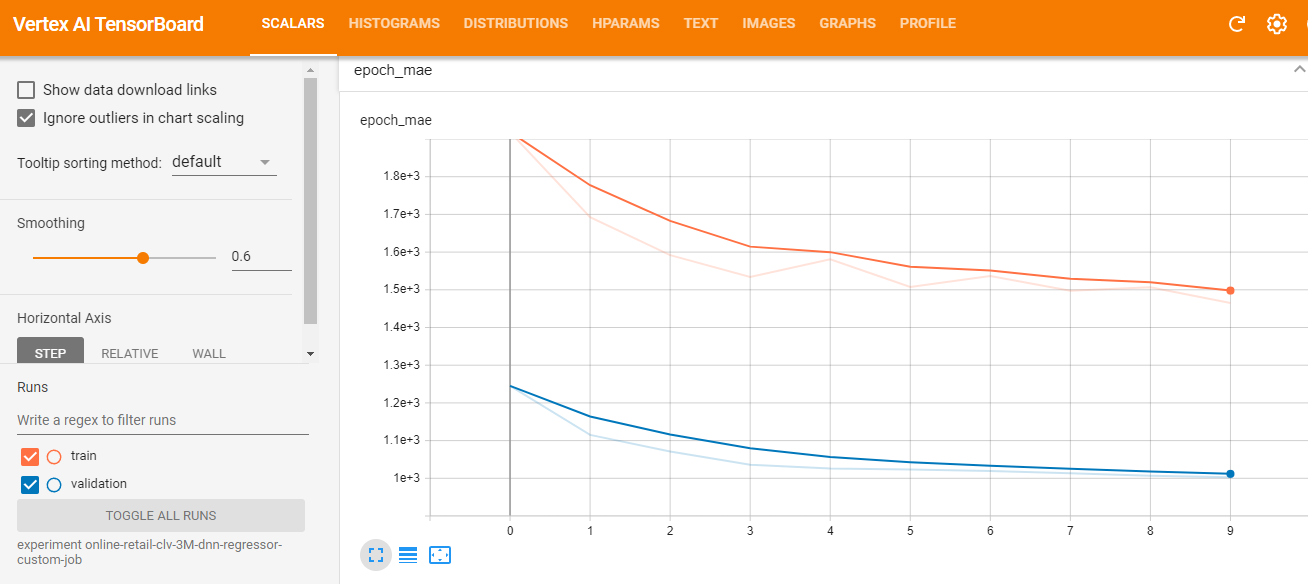 Vertex AI TensorBoard
SCALARS HISTOGRAMS DISTRIBUTIONS HPARAMS TEXT IMAGES GRAPHS PROFILE
Show data download links
Ignore outliers in chart scaling
Tooltip sorting method: default
Smoothing
0.6
Horizontal Axis
STEP RELATIVE WALL
Runs
Write a regex to filter runs
train
validation
TOGGLE ALL RUNS
experiment online-retail-clv-3M-dnn-regressor-
custom-job
epoch_mae
epoch_mae
1.8e+3
1.7e+3
1.6e+3
1.5e+3
1.4e+3
1.3e+3
1.2e+3
1.1e+3
1e+3
0 1 2 3 4 5 6 7 8 9